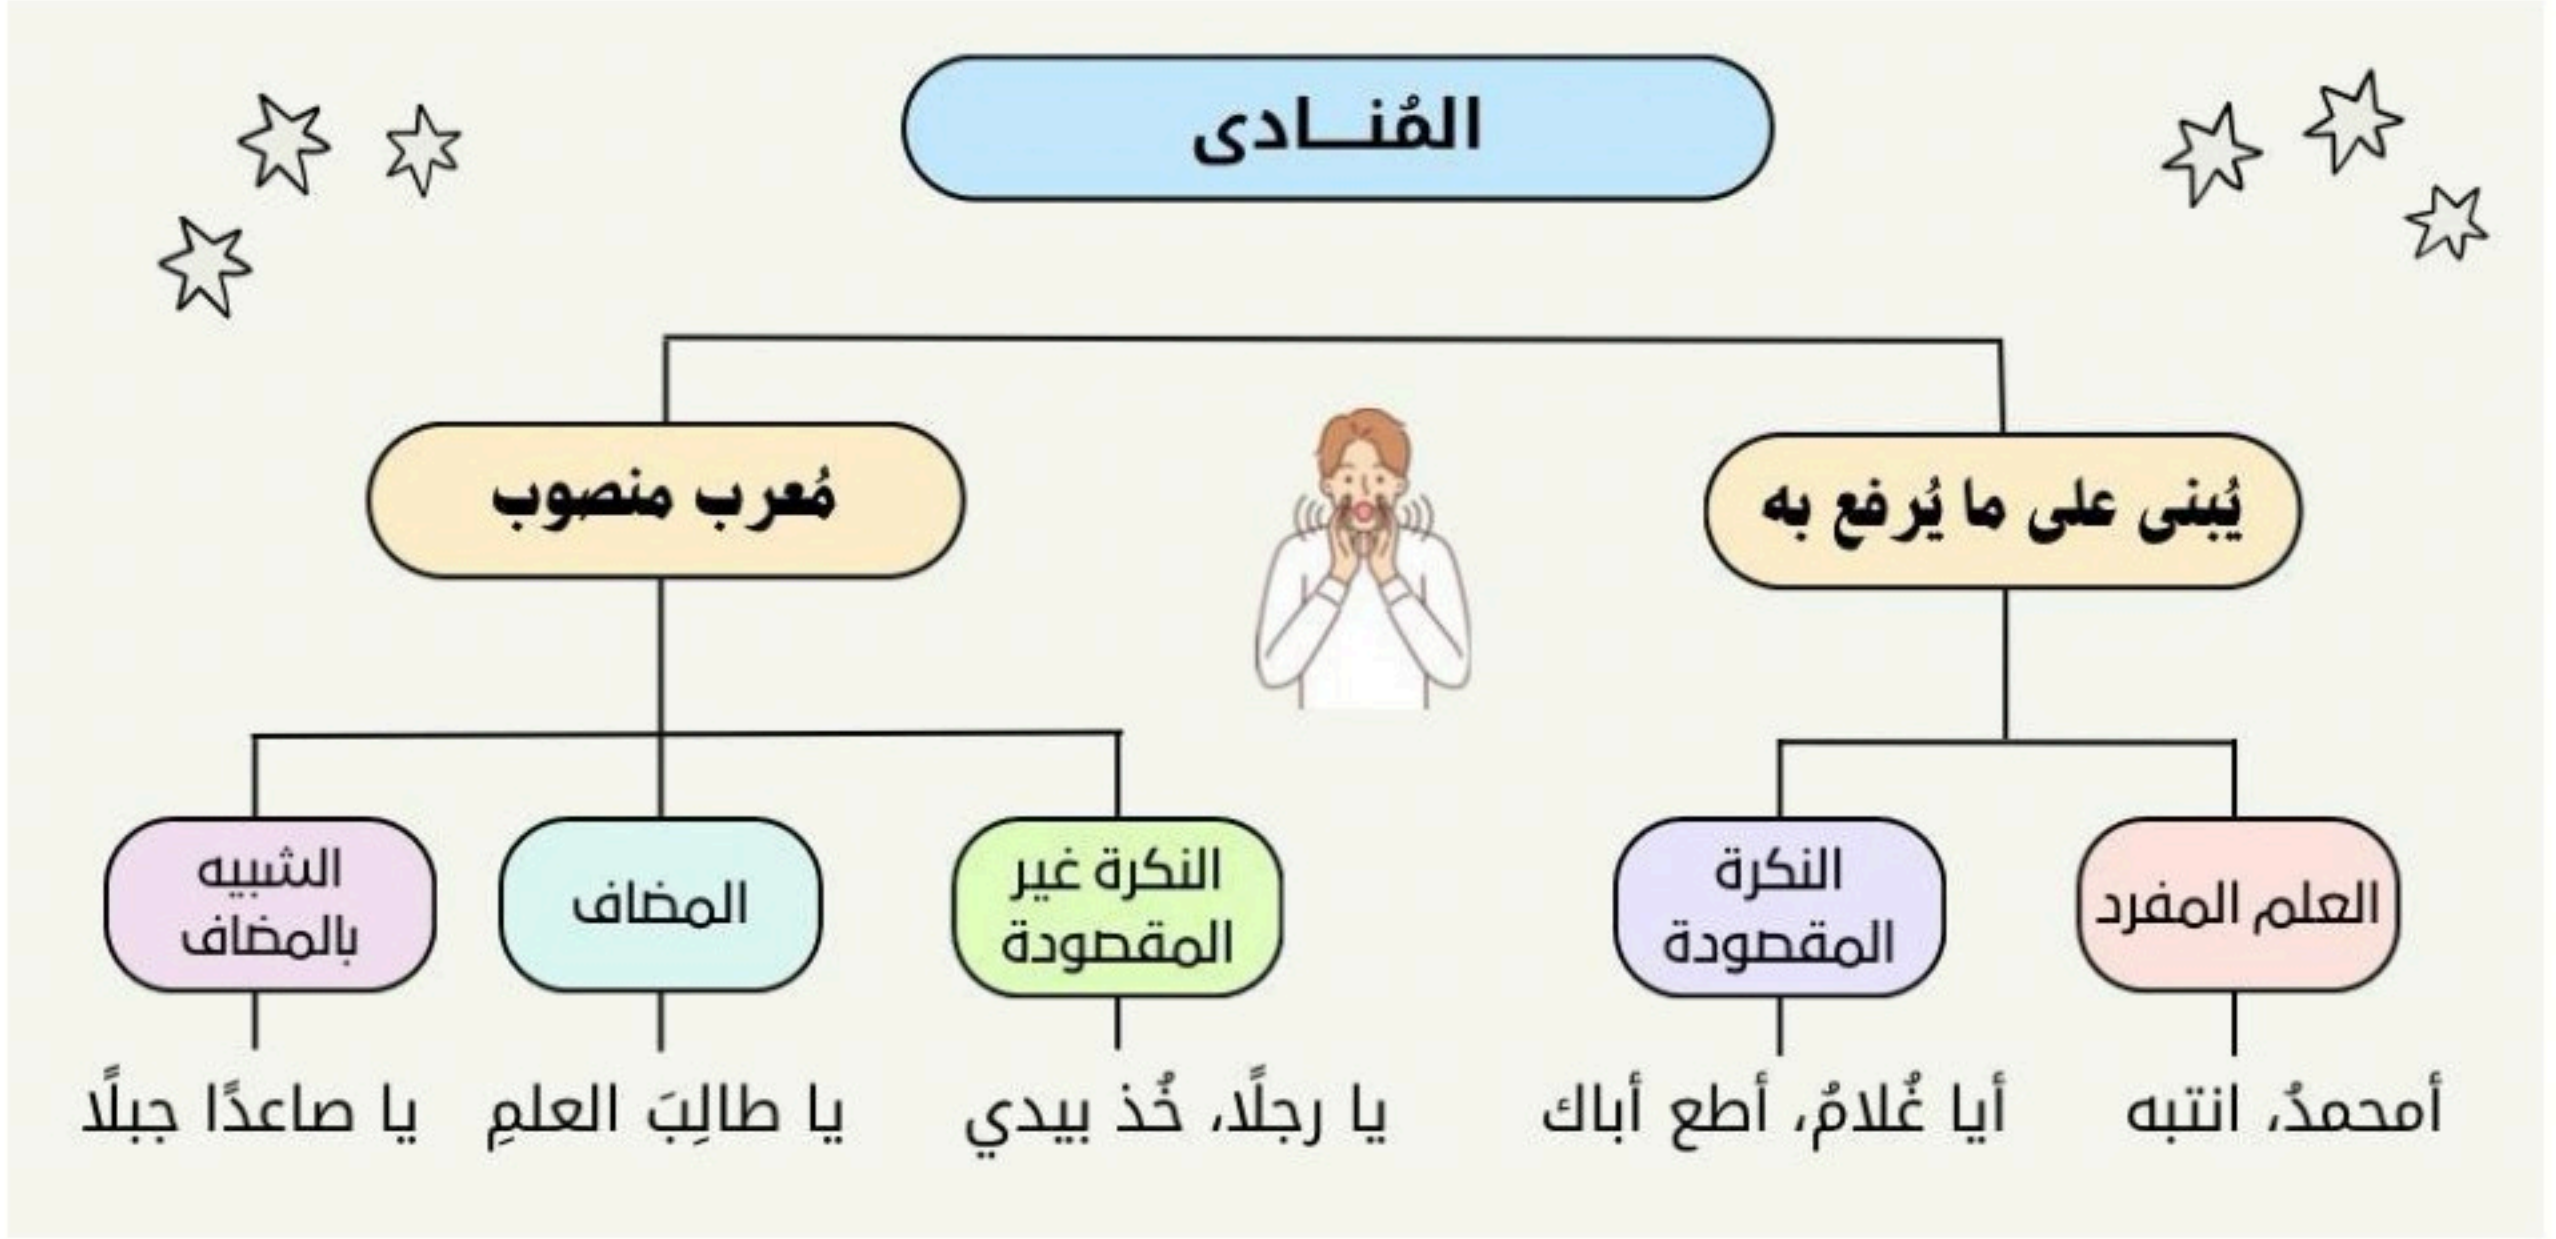 المُنـــادى
يُبنى على ما يُرفع به
مُعرب منصوب
العلم المفرد
النكرة
المقصودة
النكرة غير
المقصودة
المضاف
الشبيه
بالمضاف
أمحمدُ، انتبه
أيا غُلامُ، أطع أباك
يا رجلًا، خُذ بيدي
يا طالِبَ العلمِ
يا صاعدًا جبلًا